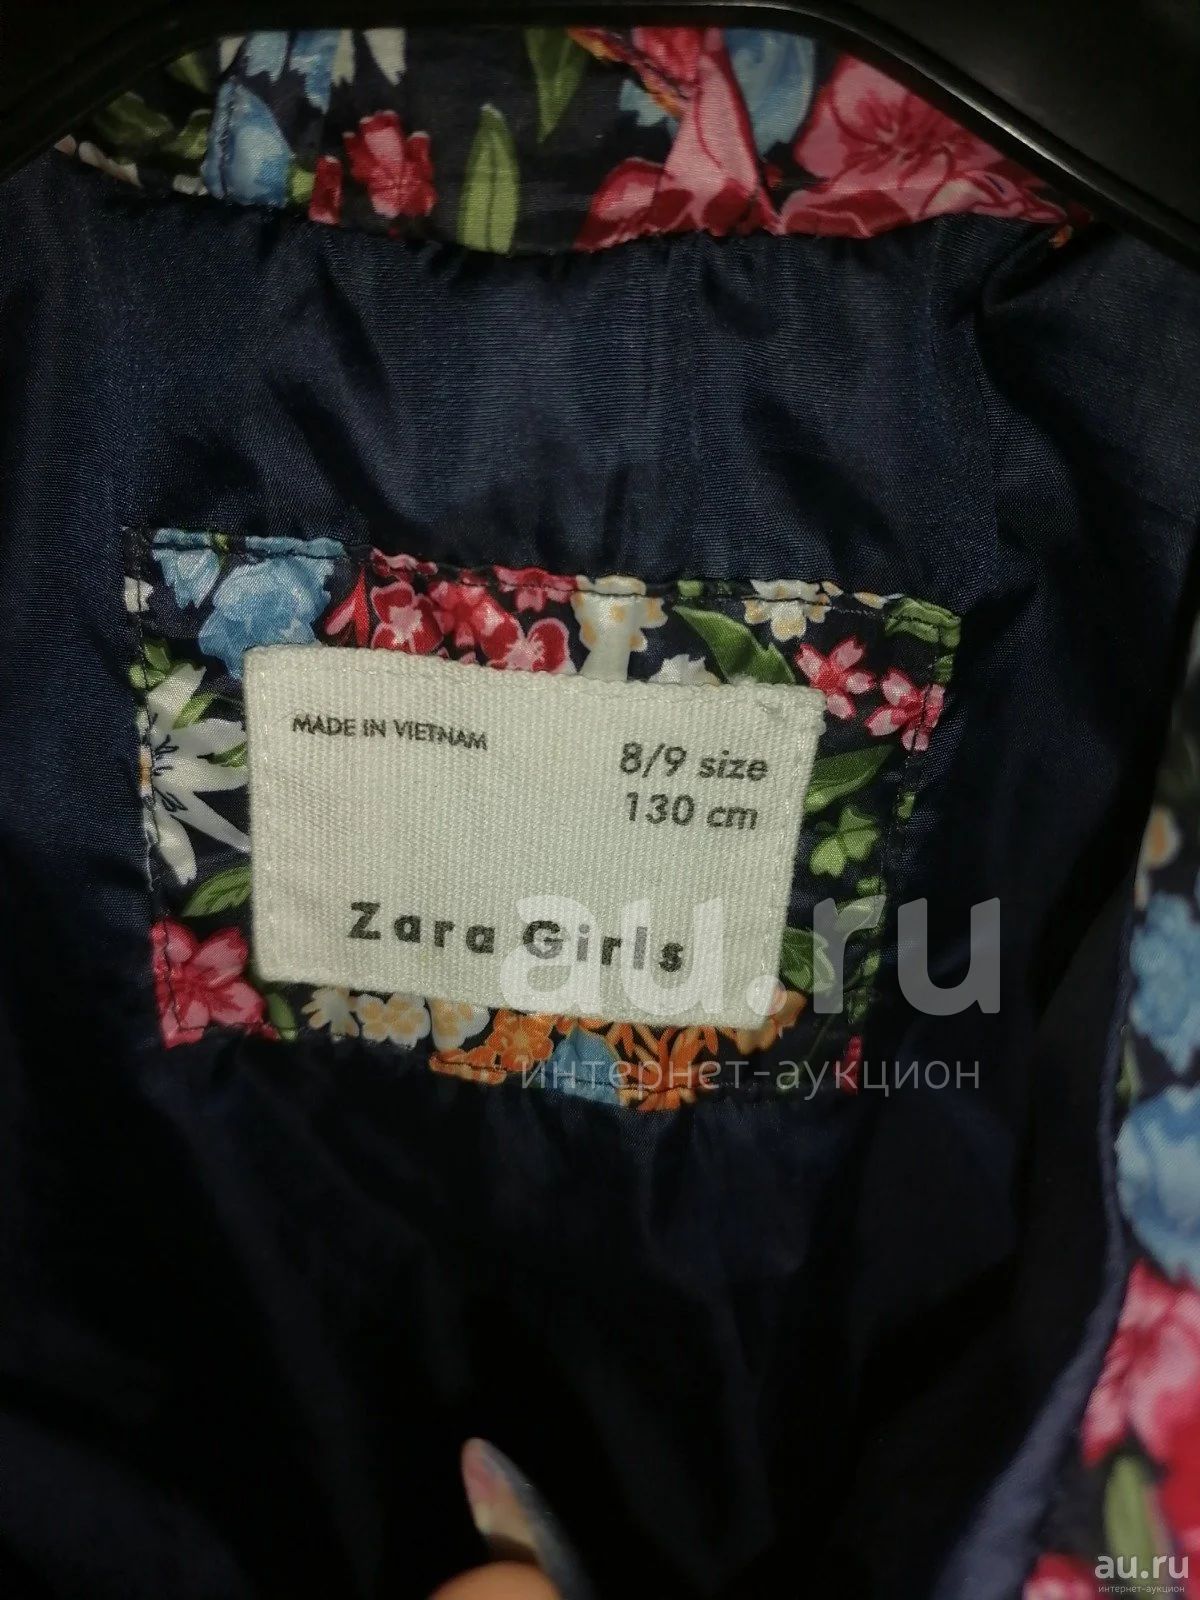 MADE IN VIETNAM
8/9 size
130 cm
Zara Girls
au.ru
интернет-аукцион
au.ru
интернет-аукцион